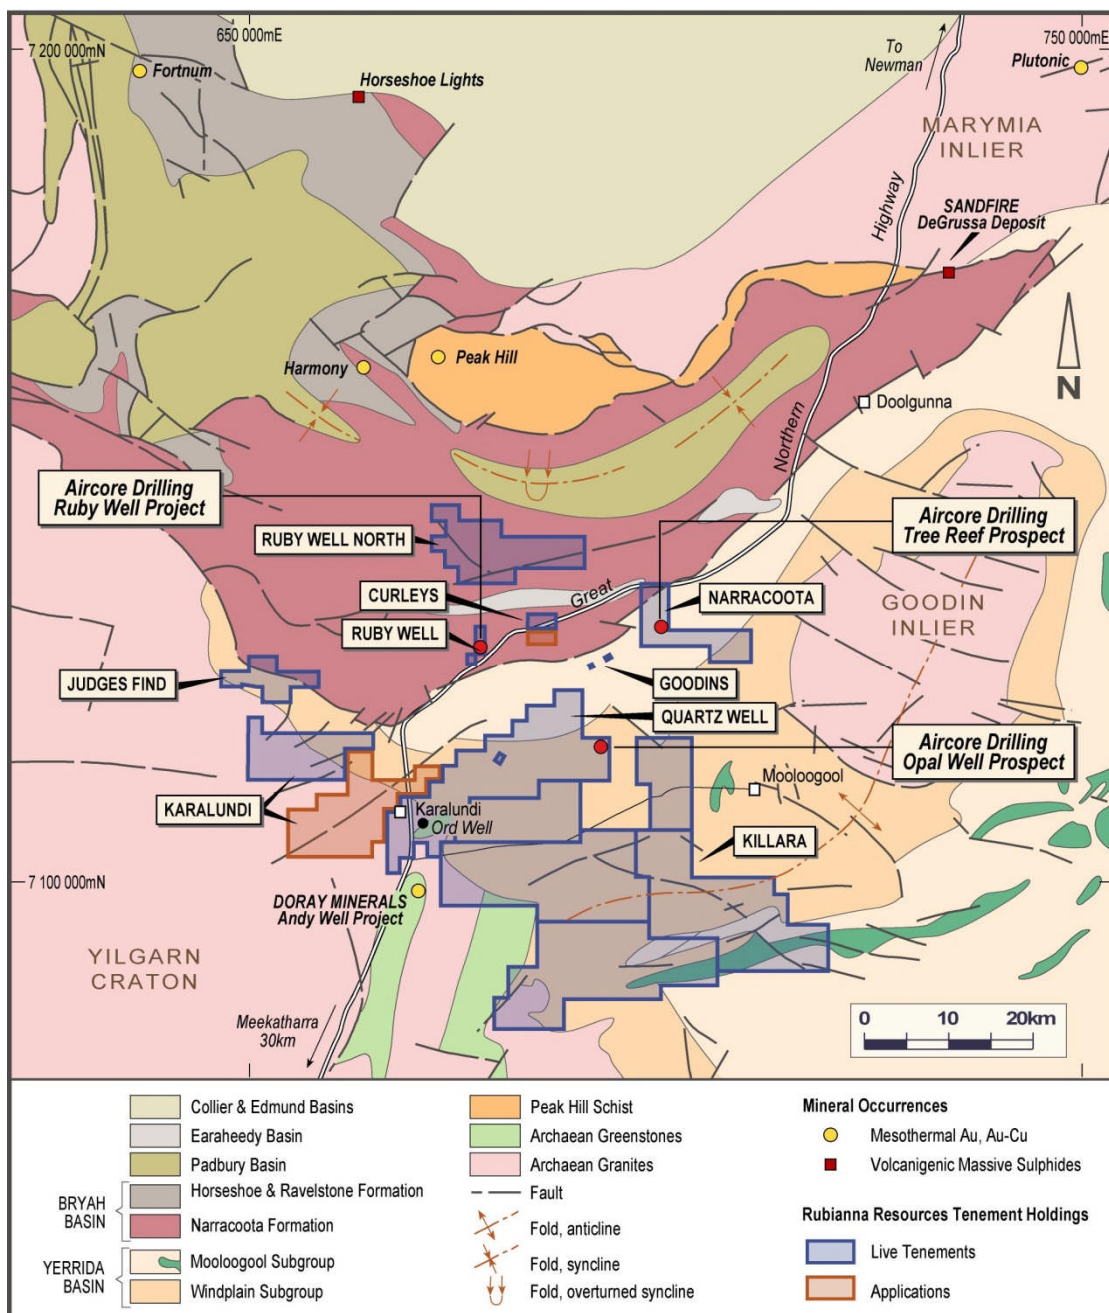 650 000mE
750 000mE
7 200 000mN
To
Newman
Plutonic
Fortnum
Horseshoe Lights
MARYMIA
INLIER
Highway
SANDFIRE
DeGrussa Deposit
Peak Hill
Harmony
N
Doolgunna
Northern
Aircore Drilling
Ruby Well Project
Aircore Drilling
Tree Reef Prospect
RUBY WELL NORTH
CURLEYS
Great
NARRACOOTA
GOODIN
INLIER
RUBY WELL
JUDGES FIND
GOODINS
QUARTZ WELL
Aircore Drilling
Opal Well Prospect
Mooloogool
KARALUNDI
Karalundi
Ord Well
KILLARA
7 100 000mN
DORAY MINERALS
Andy Well Project
YILGARN
CRATON
Meekatharra
30km
0 10 20km
Collier & Edmund Basins
Earaheedy Basin
Padbury Basin
BRYAH
BASIN
Horseshoe & Ravelstone Formation
Narracoota Formation
YERRIDA
BASIN
Mooloogool Subgroup
Windplain Subgroup
Peak Hill Schist
Archaean Greenstones
Archaean Granites
Fault
Fold, anticline
Fold, syncline
Fold, overturned syncline
Mineral Occurrences
Mesothermal Au, Au-Cu
Volcanigenic Massive Sulphides
Rubianna Resources Tenement Holdings
Live Tenements
Applications